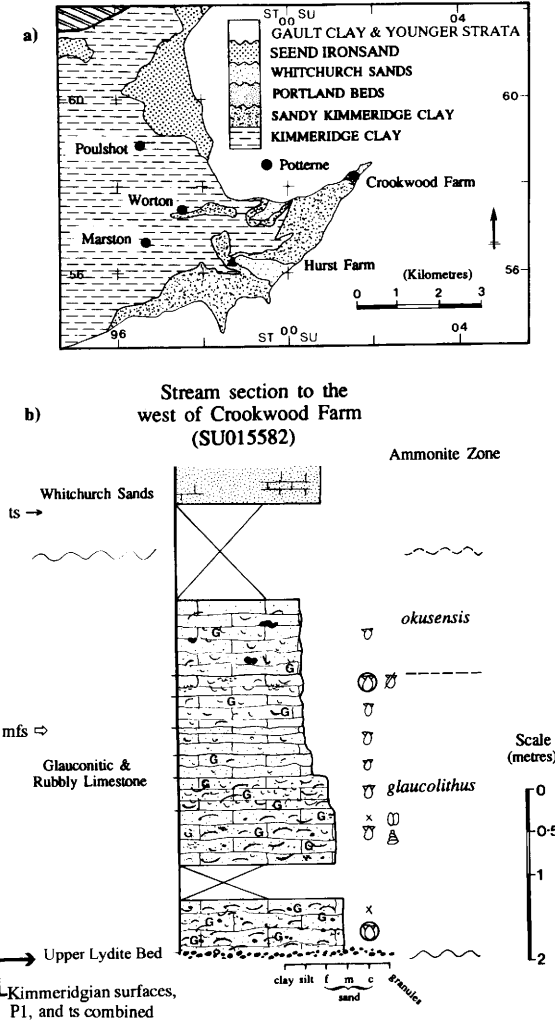 a)
ST 00 SU
04
GAULT CLAY & YOUNGER STRATA
SEEND IRONSAND
WHITCHURCH SANDS
PORTLAND BEDS
SANDY KIMMERIDGE CLAY
KIMMERIDGE CLAY
60
60
Poulshot
Potterne
Crookwood Farm
Worton
Marston
Hurst Farm
56
56
(Kilometres)
0 1 2 3
96
ST 00 SU
04
b)
Stream section to the
west of Crookwood Farm
(SU015582)
Ammonite Zone
Whitchurch Sands
ts →
okusensis
G
G
G
G
mfs ⇨
Glauconitic &
Rubbly Limestone
G
G
G
glaucolithus
Scale
(metres)
0
x
G
G
G
G
0·5
1
G
G
G
G
x
Upper Lydite Bed
2
clay silt f m c granules
sand
Kimmeridgian surfaces,
P1, and ts combined